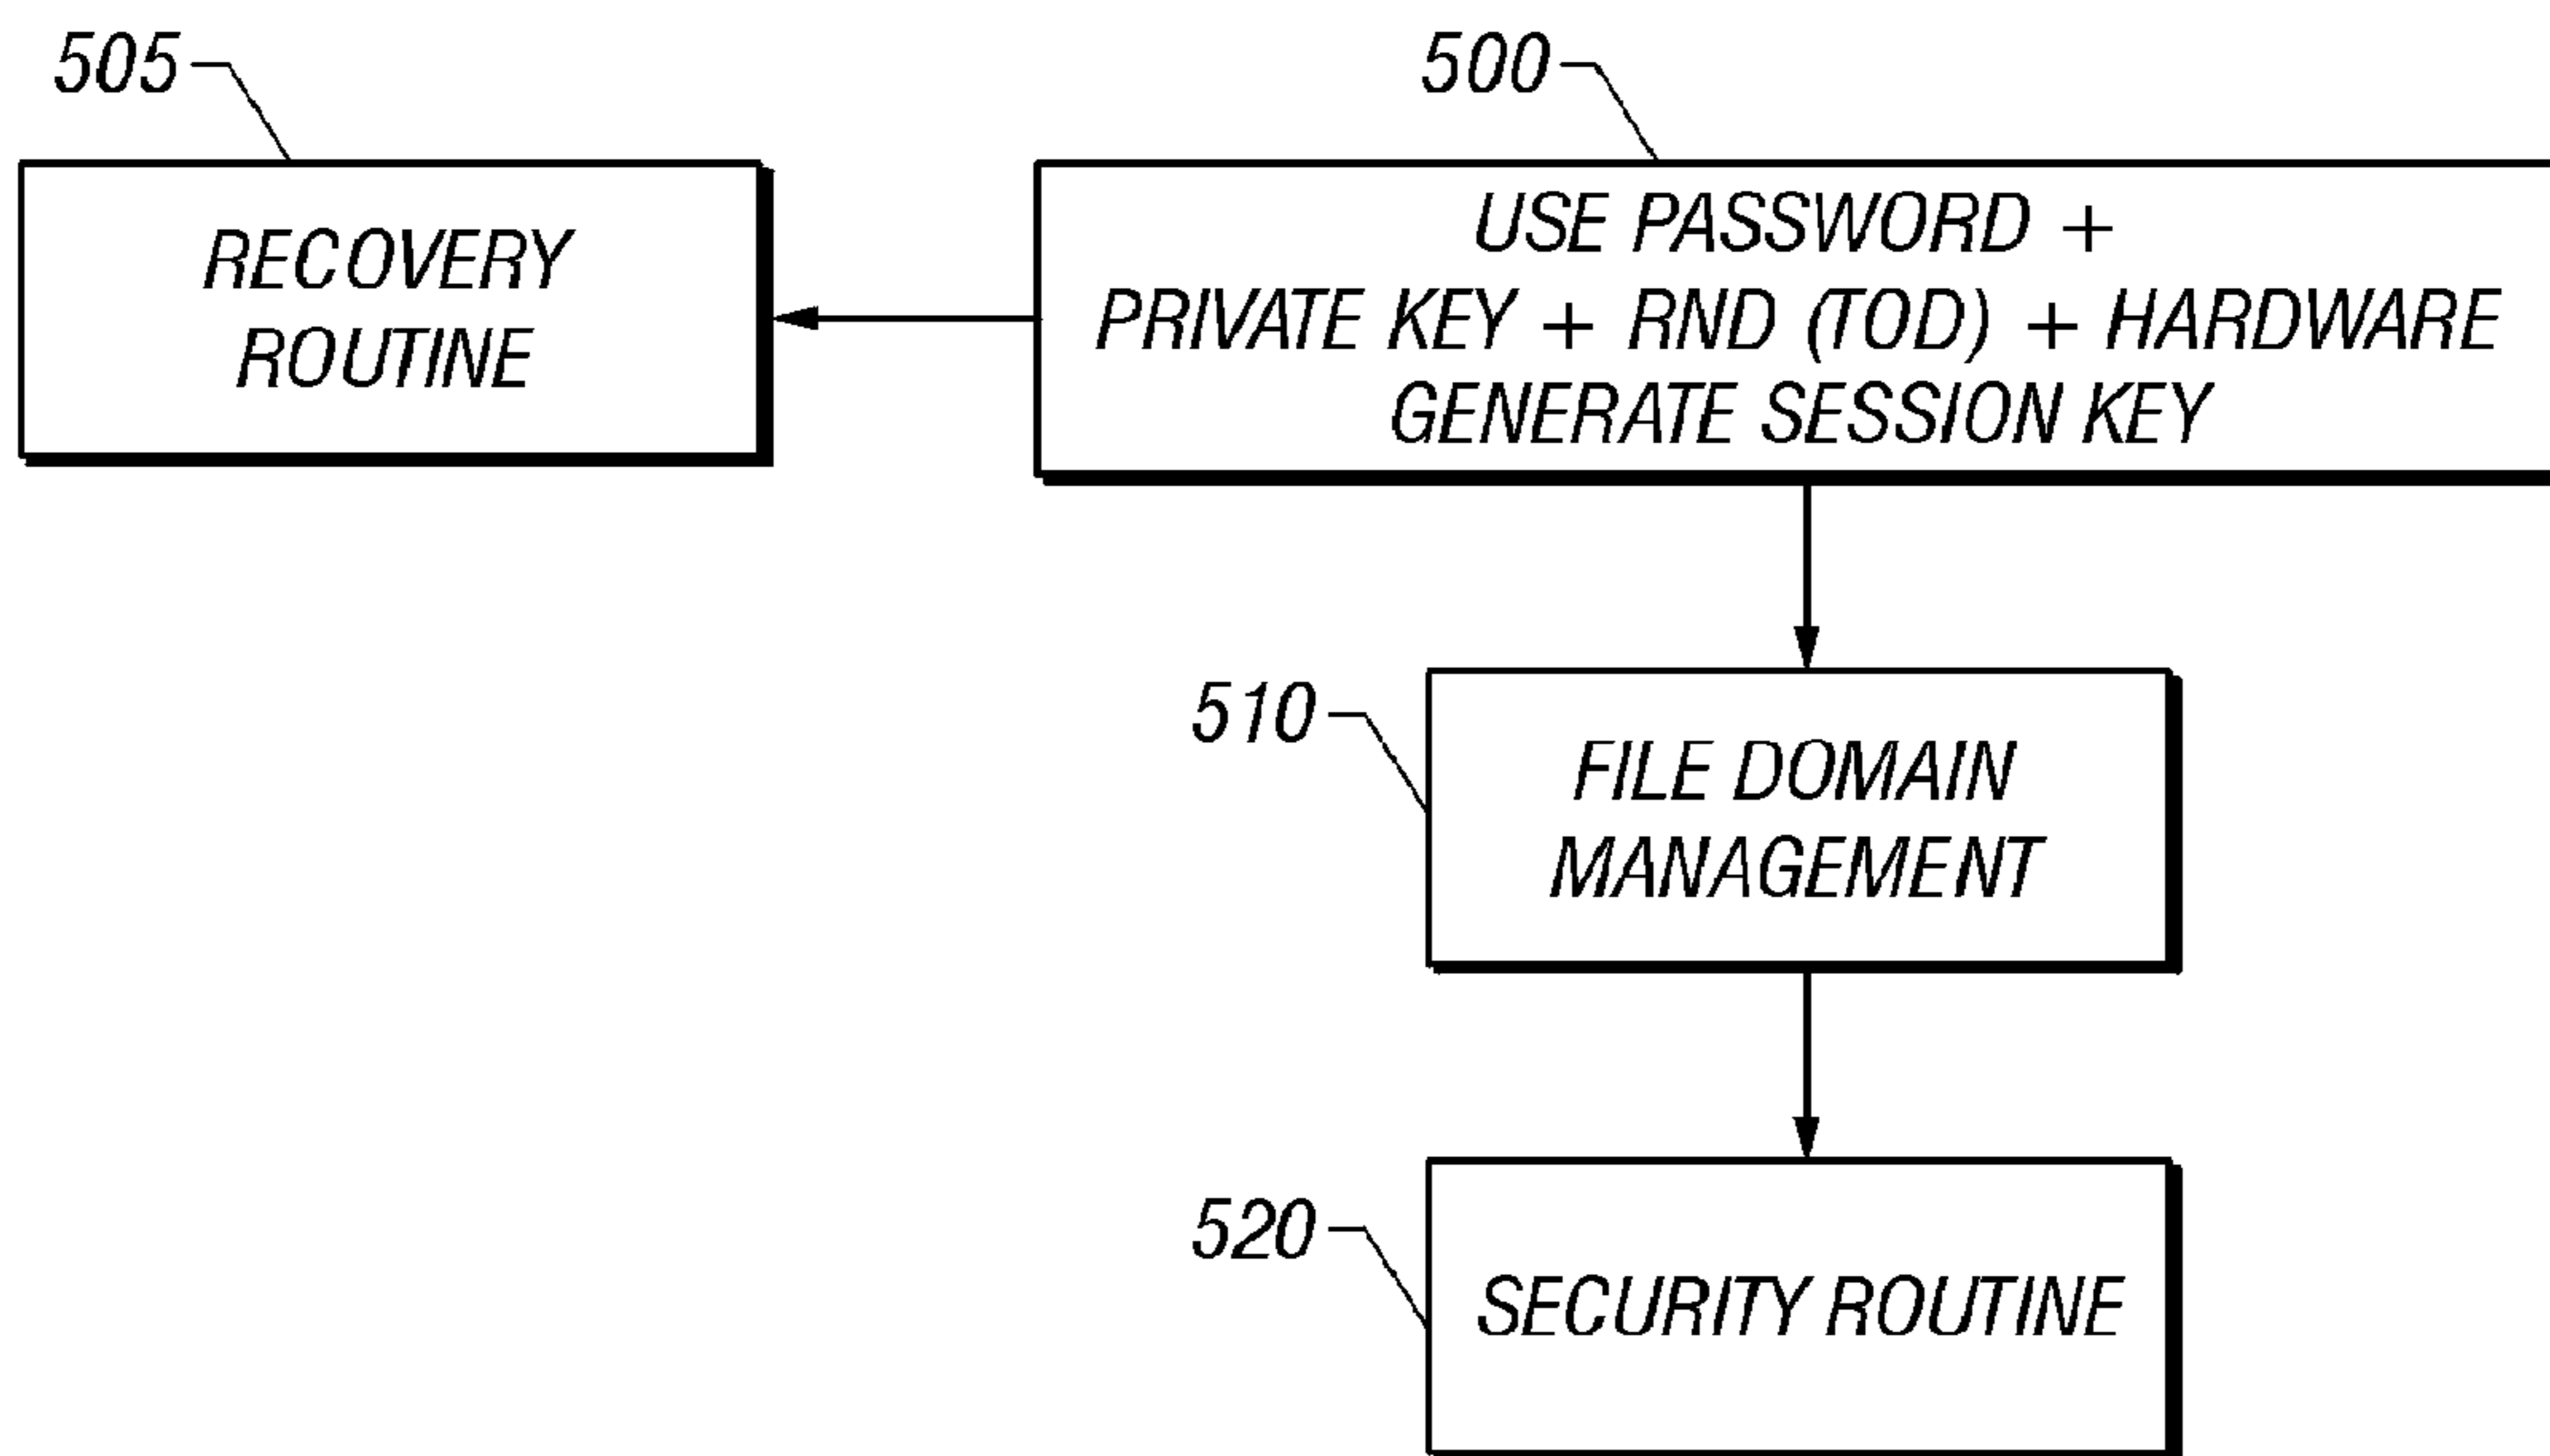 505
RECOVERY
ROUTINE
500
USE PASSWORD +
PRIVATE KEY + RND (TOD) + HARDWARE
GENERATE SESSION KEY
510
FILE DOMAIN
MANAGEMENT
520
SECURITY ROUTINE